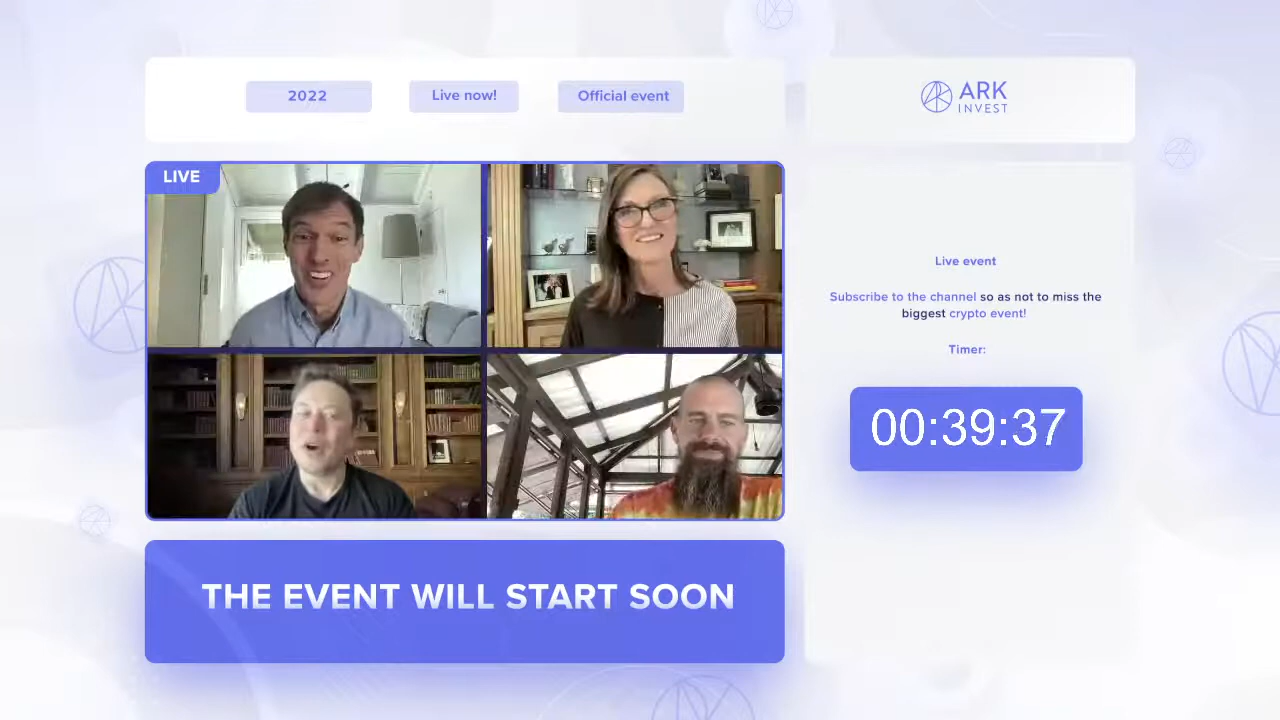 2022
Live now!
Official event
ARK
INVEST
LIVE
Live event
Subscribe to the channel so as not to miss the
biggest crypto event!
Timer:
00:39:37
THE EVENT WILL START SOON